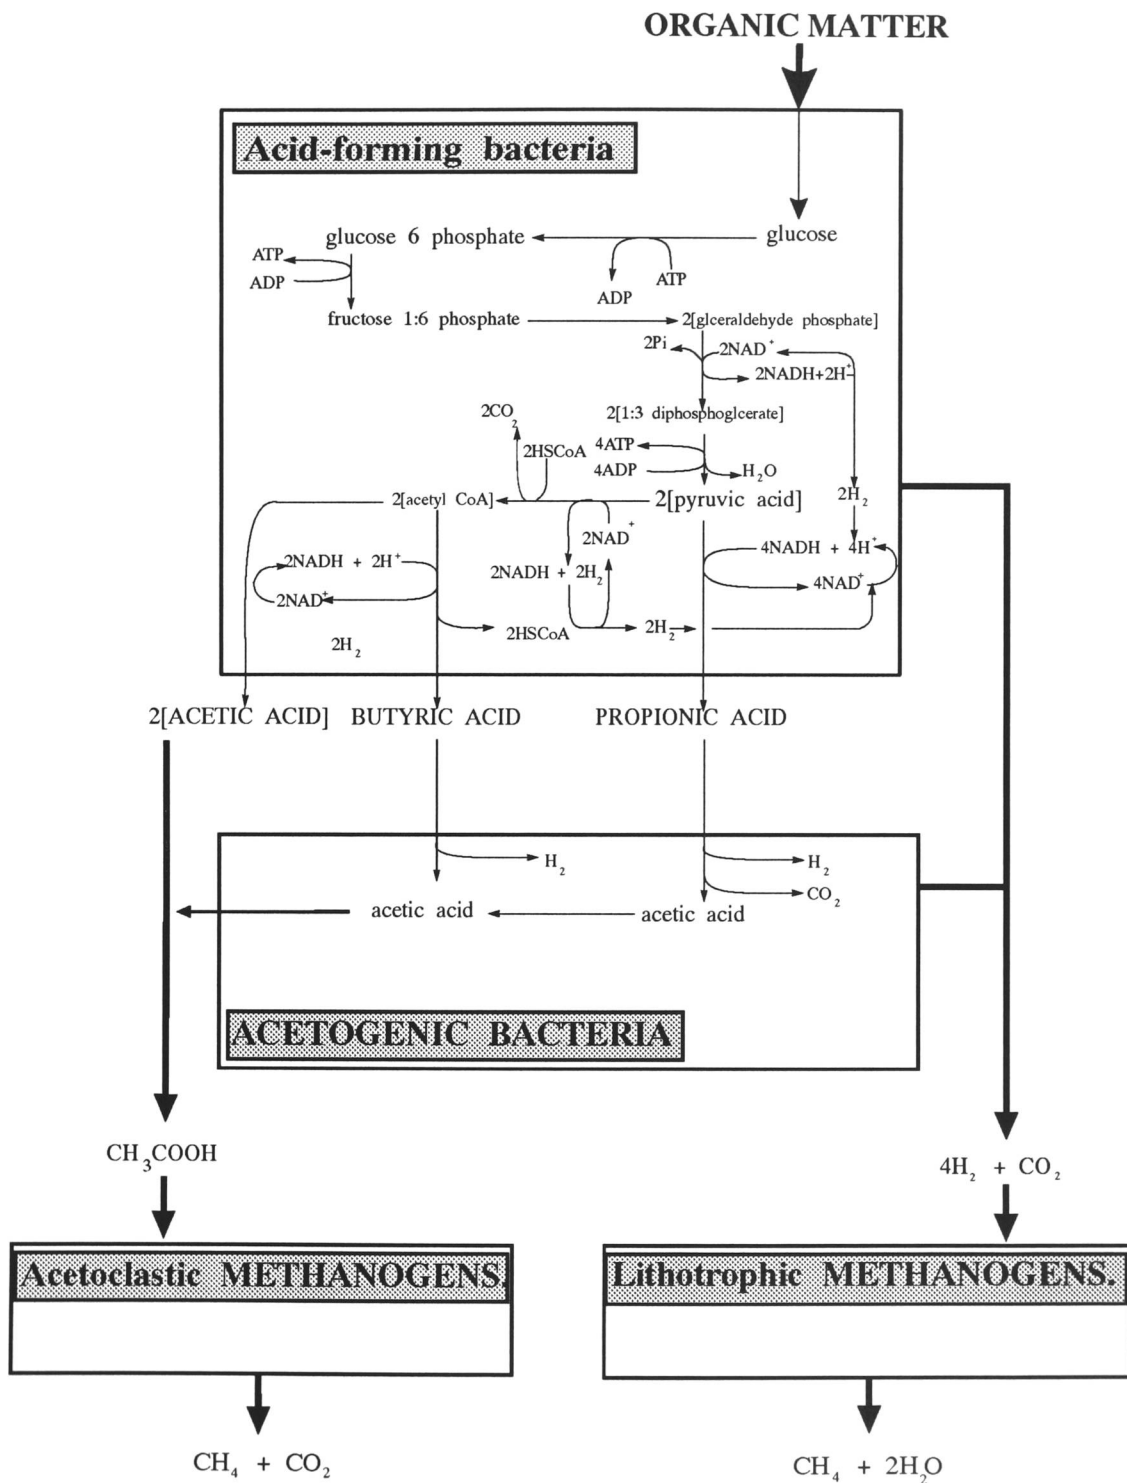 ORGANIC MATTER
Acid-forming bacteria
glucose 6 phosphate
glucose
ATP
ADP
ATP
ADP
fructose 1:6 phosphate
2[glceraldehyde phosphate]
2Pi
2NAD⁺
2NADH+2H⁺
2CO₂
2[1:3 diphosphoglcerate]
2HSCoA
4ATP
4ADP
H₂O
2[acetyl CoA]
2[pyruvic acid]
2H₂
2NAD⁺
2NADH + 2H⁺
2NADH + 2H₂
4NADH + 4H⁺
2NAD⁺
4NAD⁺
2HSCoA
2H₂
2H₂
2[ACETIC ACID]
BUTYRIC ACID
PROPIONIC ACID
H₂
H₂
CO₂
acetic acid
acetic acid
ACETOGENIC BACTERIA
CH₃COOH
4H₂ + CO₂
Acetoclastic METHANOGENS.
Lithotrophic METHANOGENS.
CH₄ + CO₂
CH₄ + 2H₂O